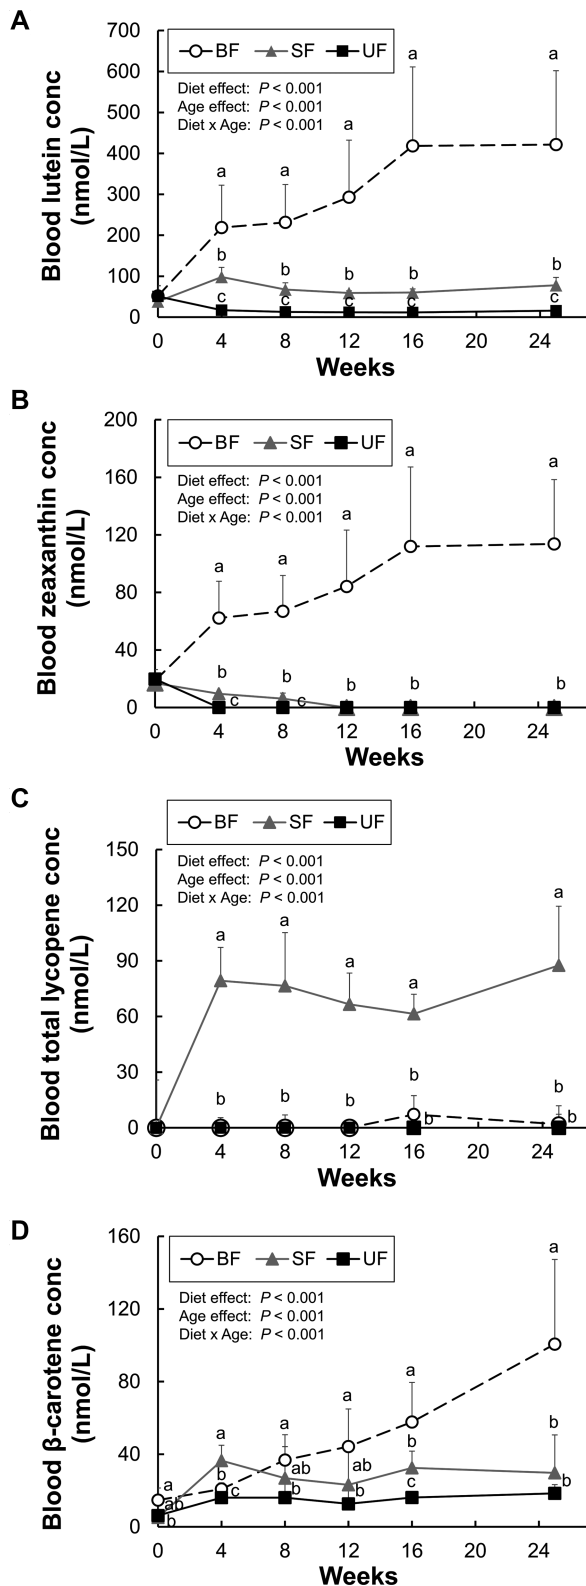 A
Blood lutein conc
(nmol/L)
700
600
500
400
300
200
100
0
BF SF UF
Diet effect: P < 0.001
Age effect: P < 0.001
Diet x Age: P < 0.001
a a a a a
b b b b b
c c c c c
0 4 8 12 16 20 24
Weeks
B
Blood zeaxanthin conc
(nmol/L)
200
160
120
80
40
0
BF SF UF
Diet effect: P < 0.001
Age effect: P < 0.001
Diet x Age: P < 0.001
a a a a a
b b b b b
c c
0 4 8 12 16 20 24
Weeks
C
Blood total lycopene conc
(nmol/L)
BF SF UF
150
120
90
60
30
0
Diet effect: P < 0.001
Age effect: P < 0.001
Diet x Age: P < 0.001
a a a a a
b b b b b
b b
0 4 8 12 16 20 24
Weeks
D
Blood β-carotene conc
(nmol/L)
160
120
80
40
0
BF SF UF
Diet effect: P < 0.001
Age effect: P < 0.001
Diet x Age: P < 0.001
a a a a a a
ab b ab ab b b
b c b b c b
0 4 8 12 16 20 24
Weeks